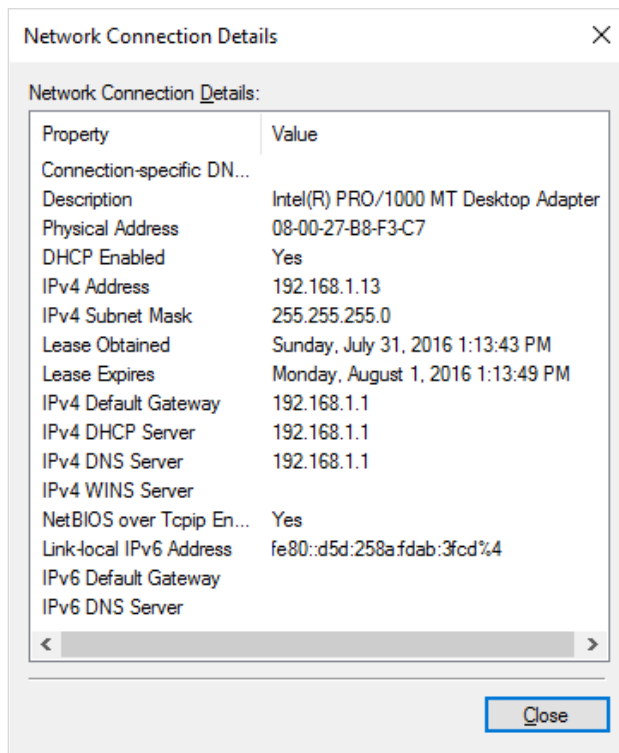 Network Connection Details
Network Connection Details:
Property Value
Connection-specific DN...
Description Intel(R) PRO/1000 MT Desktop Adapter
Physical Address 08-00-27-B8-F3-C7
DHCP Enabled Yes
IPv4 Address 192.168.1.13
IPv4 Subnet Mask 255.255.255.0
Lease Obtained Sunday, July 31, 2016 1:13:43 PM
Lease Expires Monday, August 1, 2016 1:13:49 PM
IPv4 Default Gateway 192.168.1.1
IPv4 DHCP Server 192.168.1.1
IPv4 DNS Server 192.168.1.1
IPv4 WINS Server
NetBIOS over Tcpip En... Yes
Link-local IPv6 Address fe80::d5d:258a:fdab:3fcd%4
IPv6 Default Gateway
IPv6 DNS Server
Close